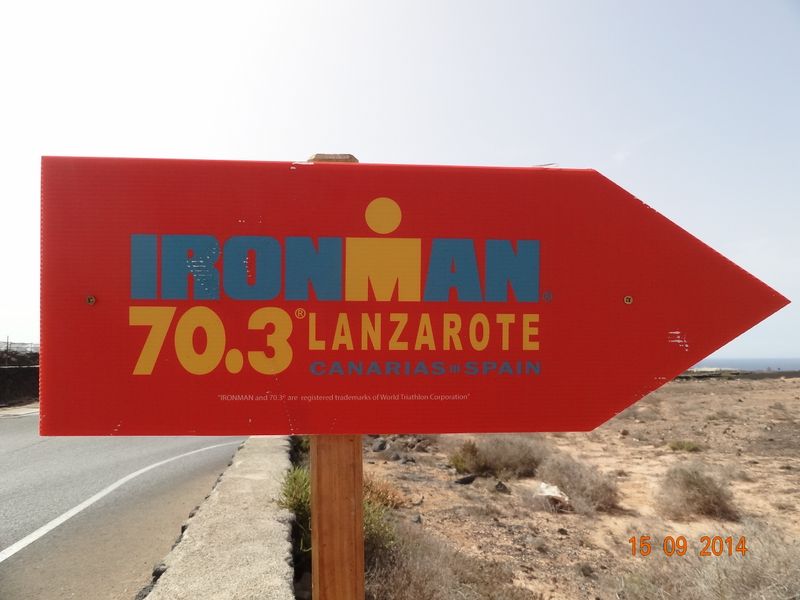 IRONMAN®
70.3® LANZAROTE
CANARIAS SPAIN
"IRONMAN and 70.3® are registered trademarks of World Triathlon Corporation"
15 09 2014